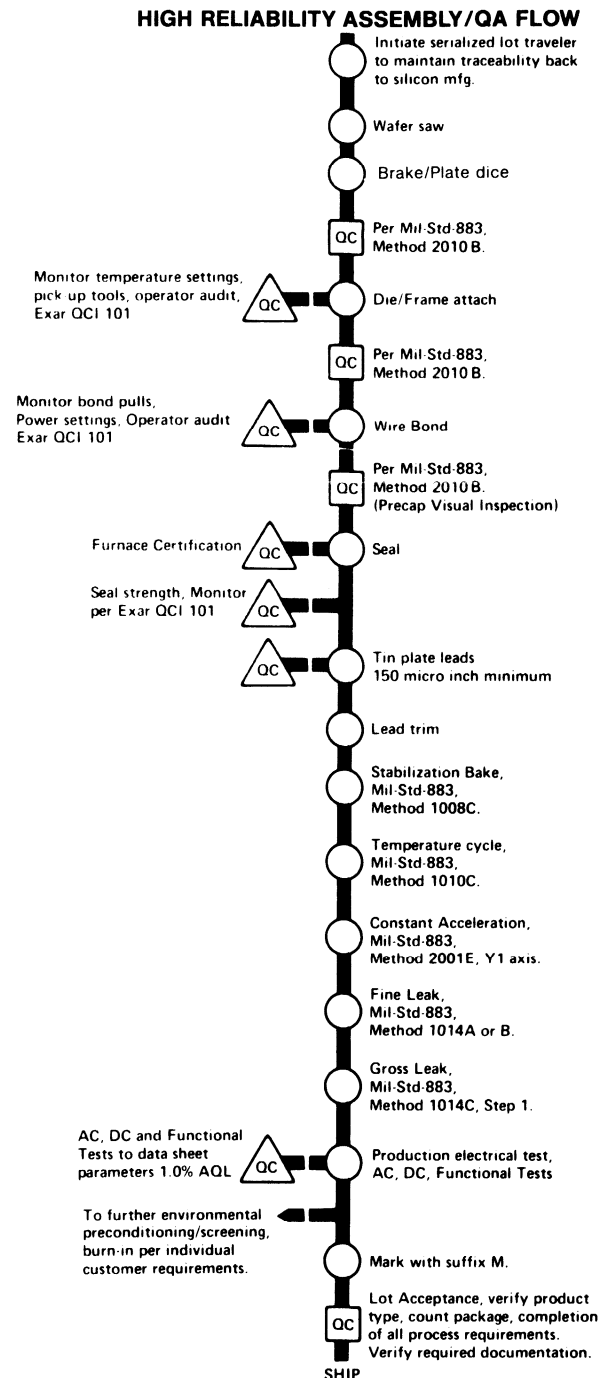 HIGH RELIABILITY ASSEMBLY/QA FLOW
Initiate serialized lot traveler
to maintain traceability back
to silicon mfg.
Wafer saw
Brake/Plate dice
QC
Per Mil-Std-883,
Method 2010 B.
Monitor temperature settings,
pick-up tools, operator audit,
Exar QCI 101
QC
Die/Frame attach
QC
Per Mil-Std-883,
Method 2010 B.
Monitor bond pulls,
Power settings, Operator audit
Exar QCI 101
QC
Wire Bond
QC
Per Mil-Std-883,
Method 2010 B.
(Precap Visual Inspection)
Furnace Certification
QC
Seal
Seal strength, Monitor
per Exar QCI 101
QC
QC
Tin plate leads
150 micro inch minimum
Lead trim
Stabilization Bake,
Mil-Std-883,
Method 1008C.
Temperature cycle,
Mil-Std-883,
Method 1010C.
Constant Acceleration,
Mil-Std-883,
Method 2001E, Y1 axis.
Fine Leak,
Mil-Std-883,
Method 1014A or B.
Gross Leak,
Mil-Std-883,
Method 1014C, Step 1.
AC, DC and Functional
Tests to data sheet
parameters 1.0% AQL
QC
Production electrical test,
AC, DC, Functional Tests
To further environmental
preconditioning/screening,
burn-in per individual
customer requirements.
Mark with suffix M.
QC
Lot Acceptance, verify product
type, count package, completion
of all process requirements.
Verify required documentation.
SHIP